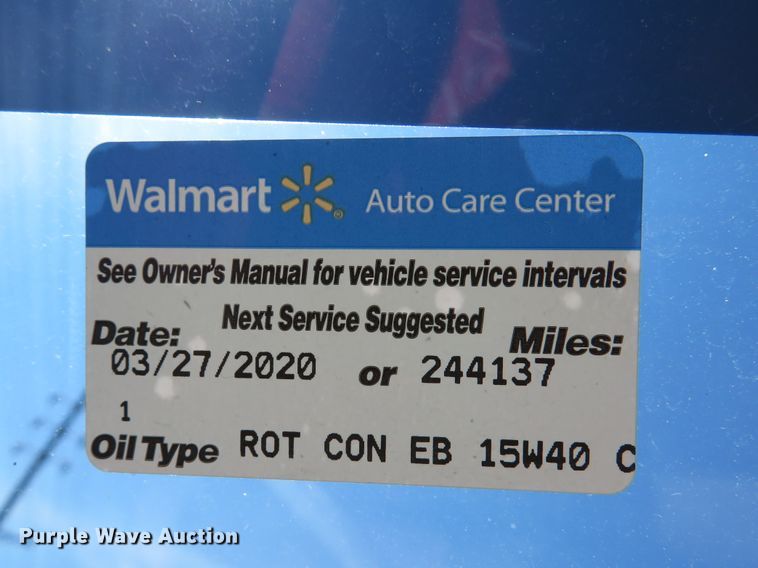 Walmart Auto Care Center
See Owner's Manual for vehicle service intervals
Next Service Suggested
Date: Miles:
03/27/2020 or 244137
1
Oil Type ROT CON EB 15W40 C
Purple Wave Auction